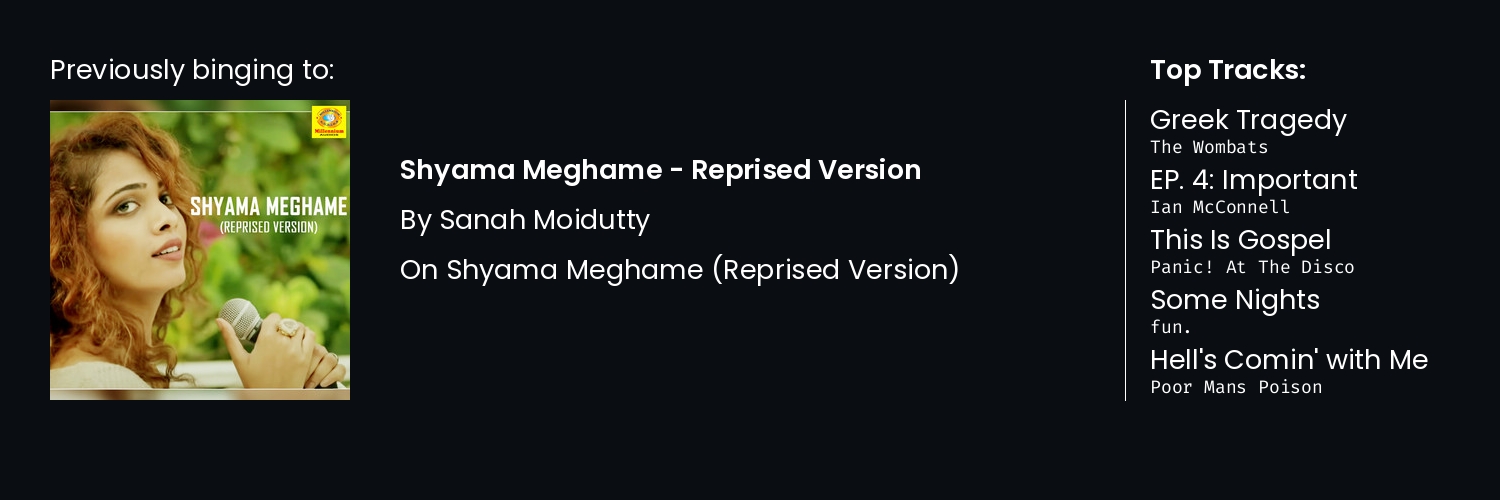 Previously binging to:
Millennium
SHYAMA MEGHAME
(REPRISED VERSION)
Shyama Meghame - Reprised Version
By Sanah Moidutty
On Shyama Meghame (Reprised Version)
Top Tracks:
Greek Tragedy
The Wombats
EP. 4: Important
Ian McConnell
This Is Gospel
Panic! At The Disco
Some Nights
fun.
Hell's Comin' with Me
Poor Mans Poison